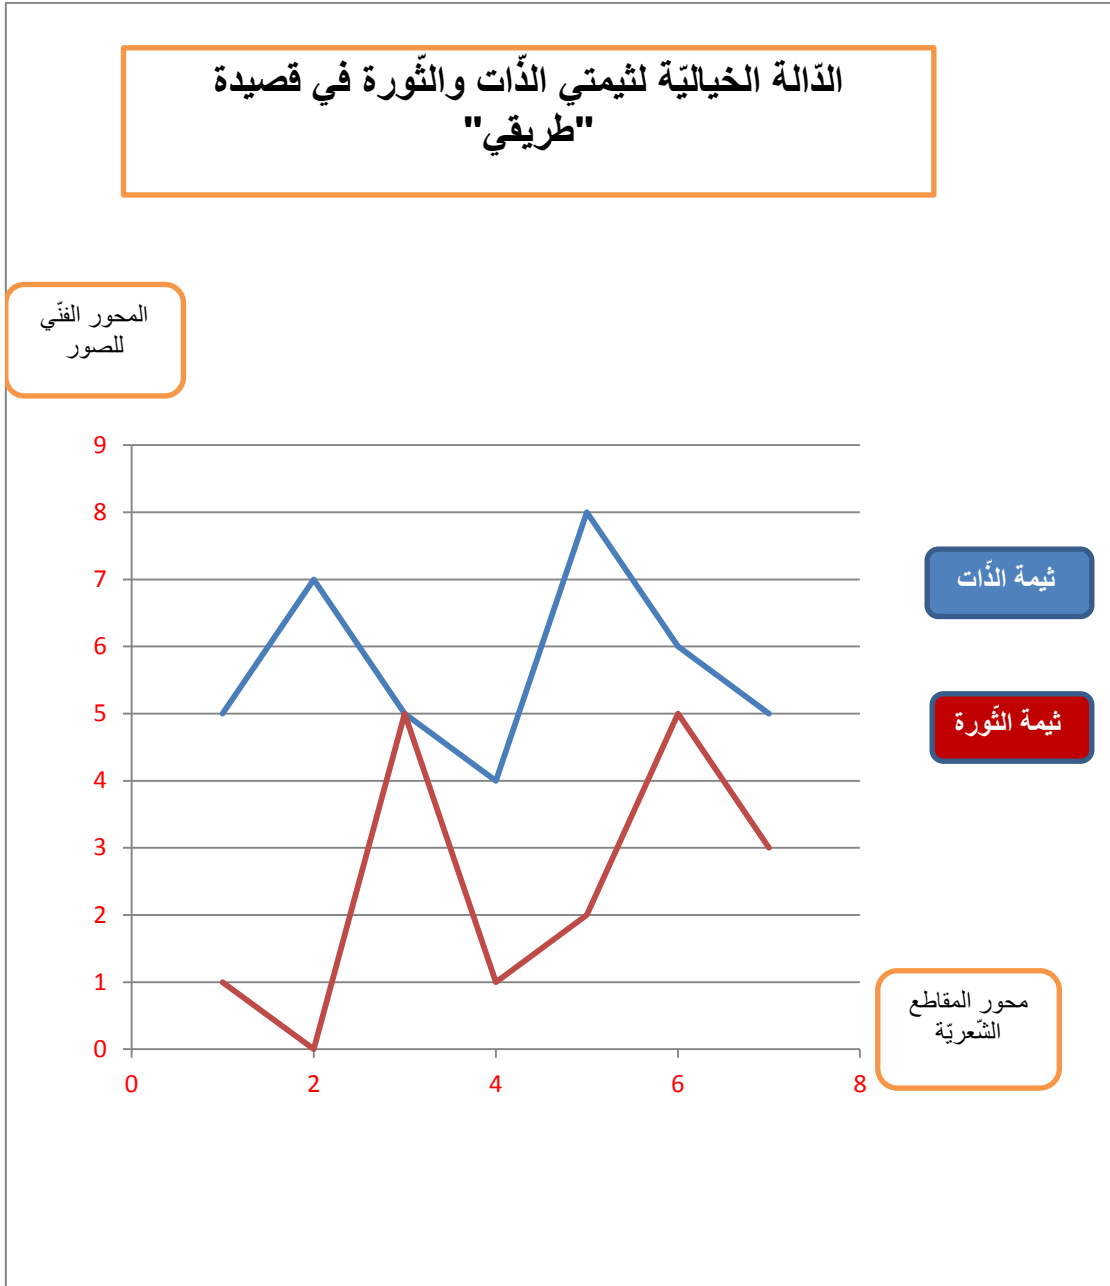 الدّالة الخياليّة لثيمتي الذّات والثّورة في قصيدة
"طريقي"
المحور الفنّي
للصور
9
8
7
6
5
4
3
2
1
0
0 2 4 6 8
ثيمة الذّات
ثيمة الثّورة
محور المقاطع
الشّعريّة